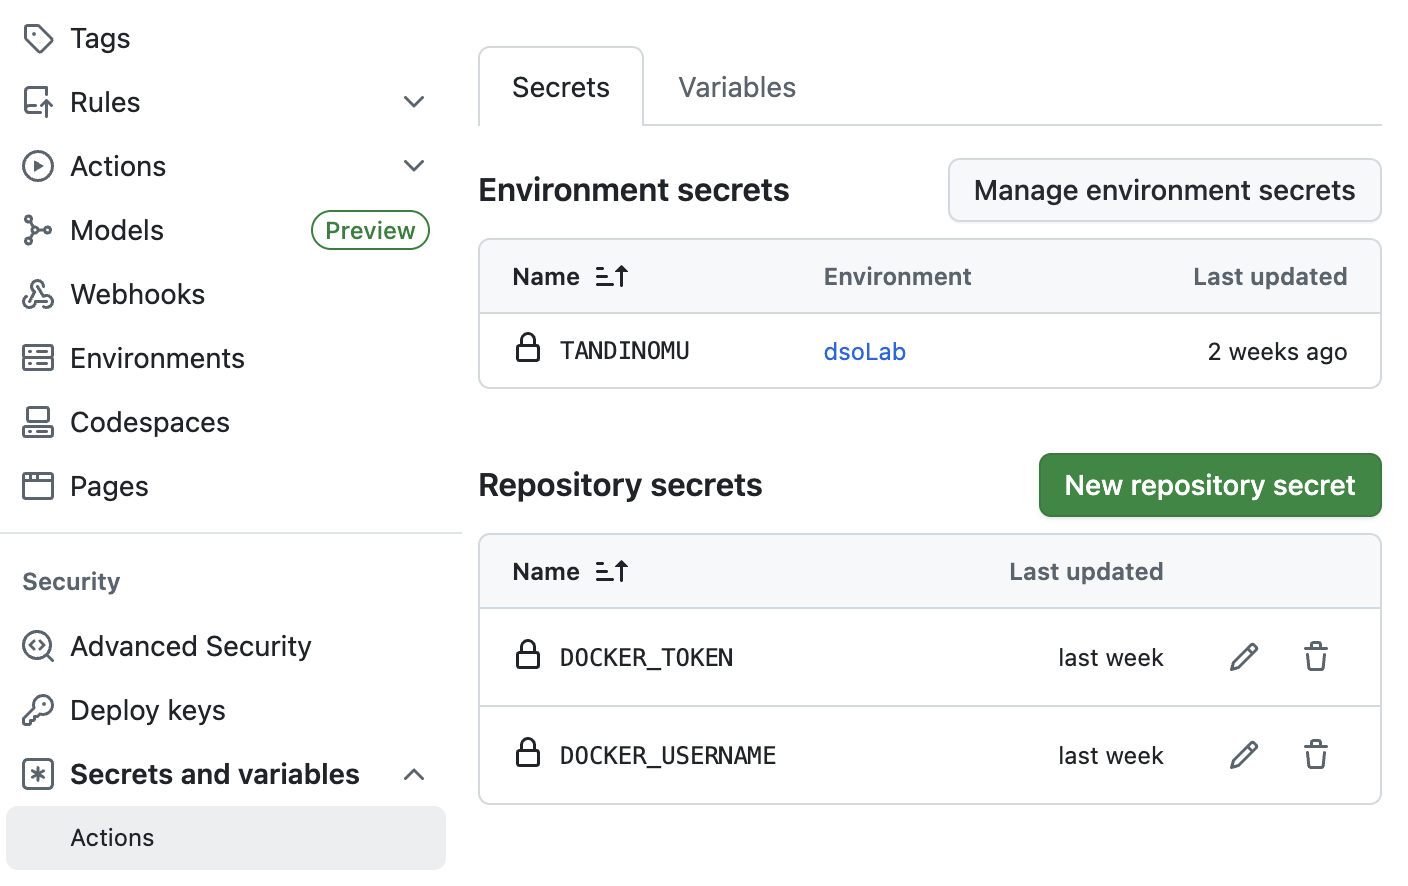 Tags
Rules
Actions
Models Preview
Webhooks
Environments
Codespaces
Pages
Security
Advanced Security
Deploy keys
Secrets and variables
Actions
Secrets Variables
Environment secrets Manage environment secrets
Name Environment Last updated
TANDINOMU dsoLab 2 weeks ago
Repository secrets New repository secret
Name Last updated
DOCKER_TOKEN last week
DOCKER_USERNAME last week